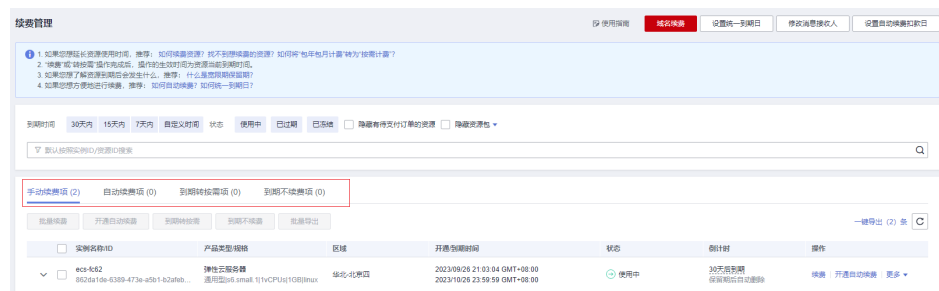 续费管理
使用指南 域名续费 设置统一到期日 修改消息接收人 设置自动续费扣款日
1. 如果您想延长资源使用时间，推荐： 如何续费资源？找不到想续费的资源？如何将“包年包月计费”转为“按需计费”？
2. “续费”或“转按需”操作完成后，操作的生效时间为资源当前到期时间。
3. 如果您想了解资源到期后会发生什么，推荐： 什么是宽限期保留期？
4. 如果您想方便地进行续费，推荐： 如何自动续费？如何统一到期日？
到期时间 30天内 15天内 7天内 自定义时间 状态 使用中 已过期 已冻结 隐藏有待支付订单的资源 隐藏资源包
默认按照实例ID/资源ID搜索
手动续费项 (2) 自动续费项 (0) 到期转按需项 (0) 到期不续费项 (0)
批量续费 开通自动续费 到期转按需 到期不续费 批量导出 一键导出（2）条
实例名称/ID 产品类型/规格 区域 开通/到期时间 状态 倒计时 操作
ecs-fc62 弹性云服务器 华北-北京四 2023/09/26 21:03:04 GMT+08:00 使用中 30天后到期 续费 开通自动续费 更多
862da1de-6389-473e-a5b1-b2afeb... 通用型|s6.small.1|1vCPUs|1GB|linux 2023/10/26 23:59:59 GMT+08:00 保留期后自动删除